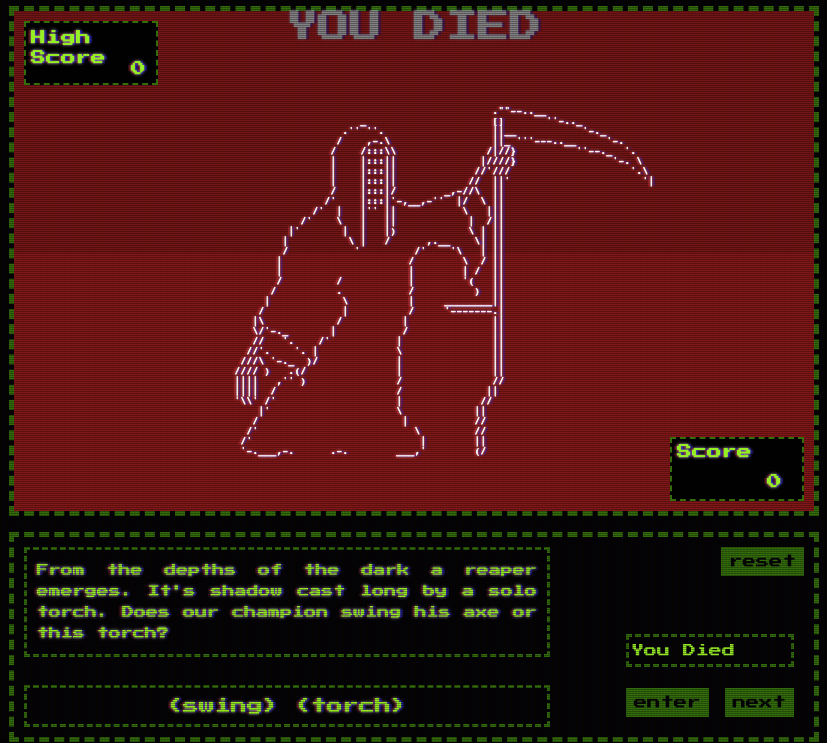 YOU DIED
High
Score
0
Score
0
From the depths of the dark a reaper
emerges. It's shadow cast long by a solo
torch. Does our champion swing his axe or
this torch?
(swing) (torch)
reset
You Died
enter next